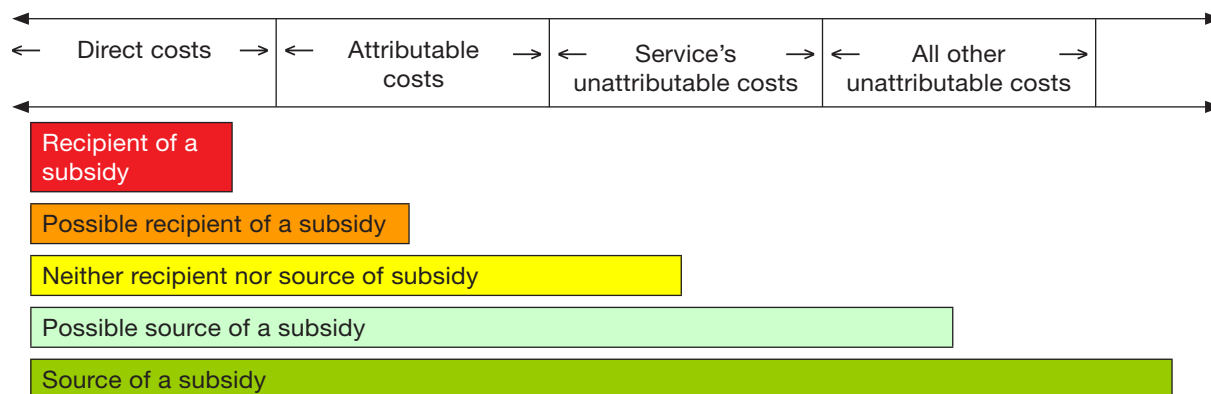 Direct costs
Attributable
costs
Service’s
unattributable costs
All other
unattributable costs
Recipient of a
subsidy
Possible recipient of a subsidy
Neither recipient nor source of subsidy
Possible source of a subsidy
Source of a subsidy